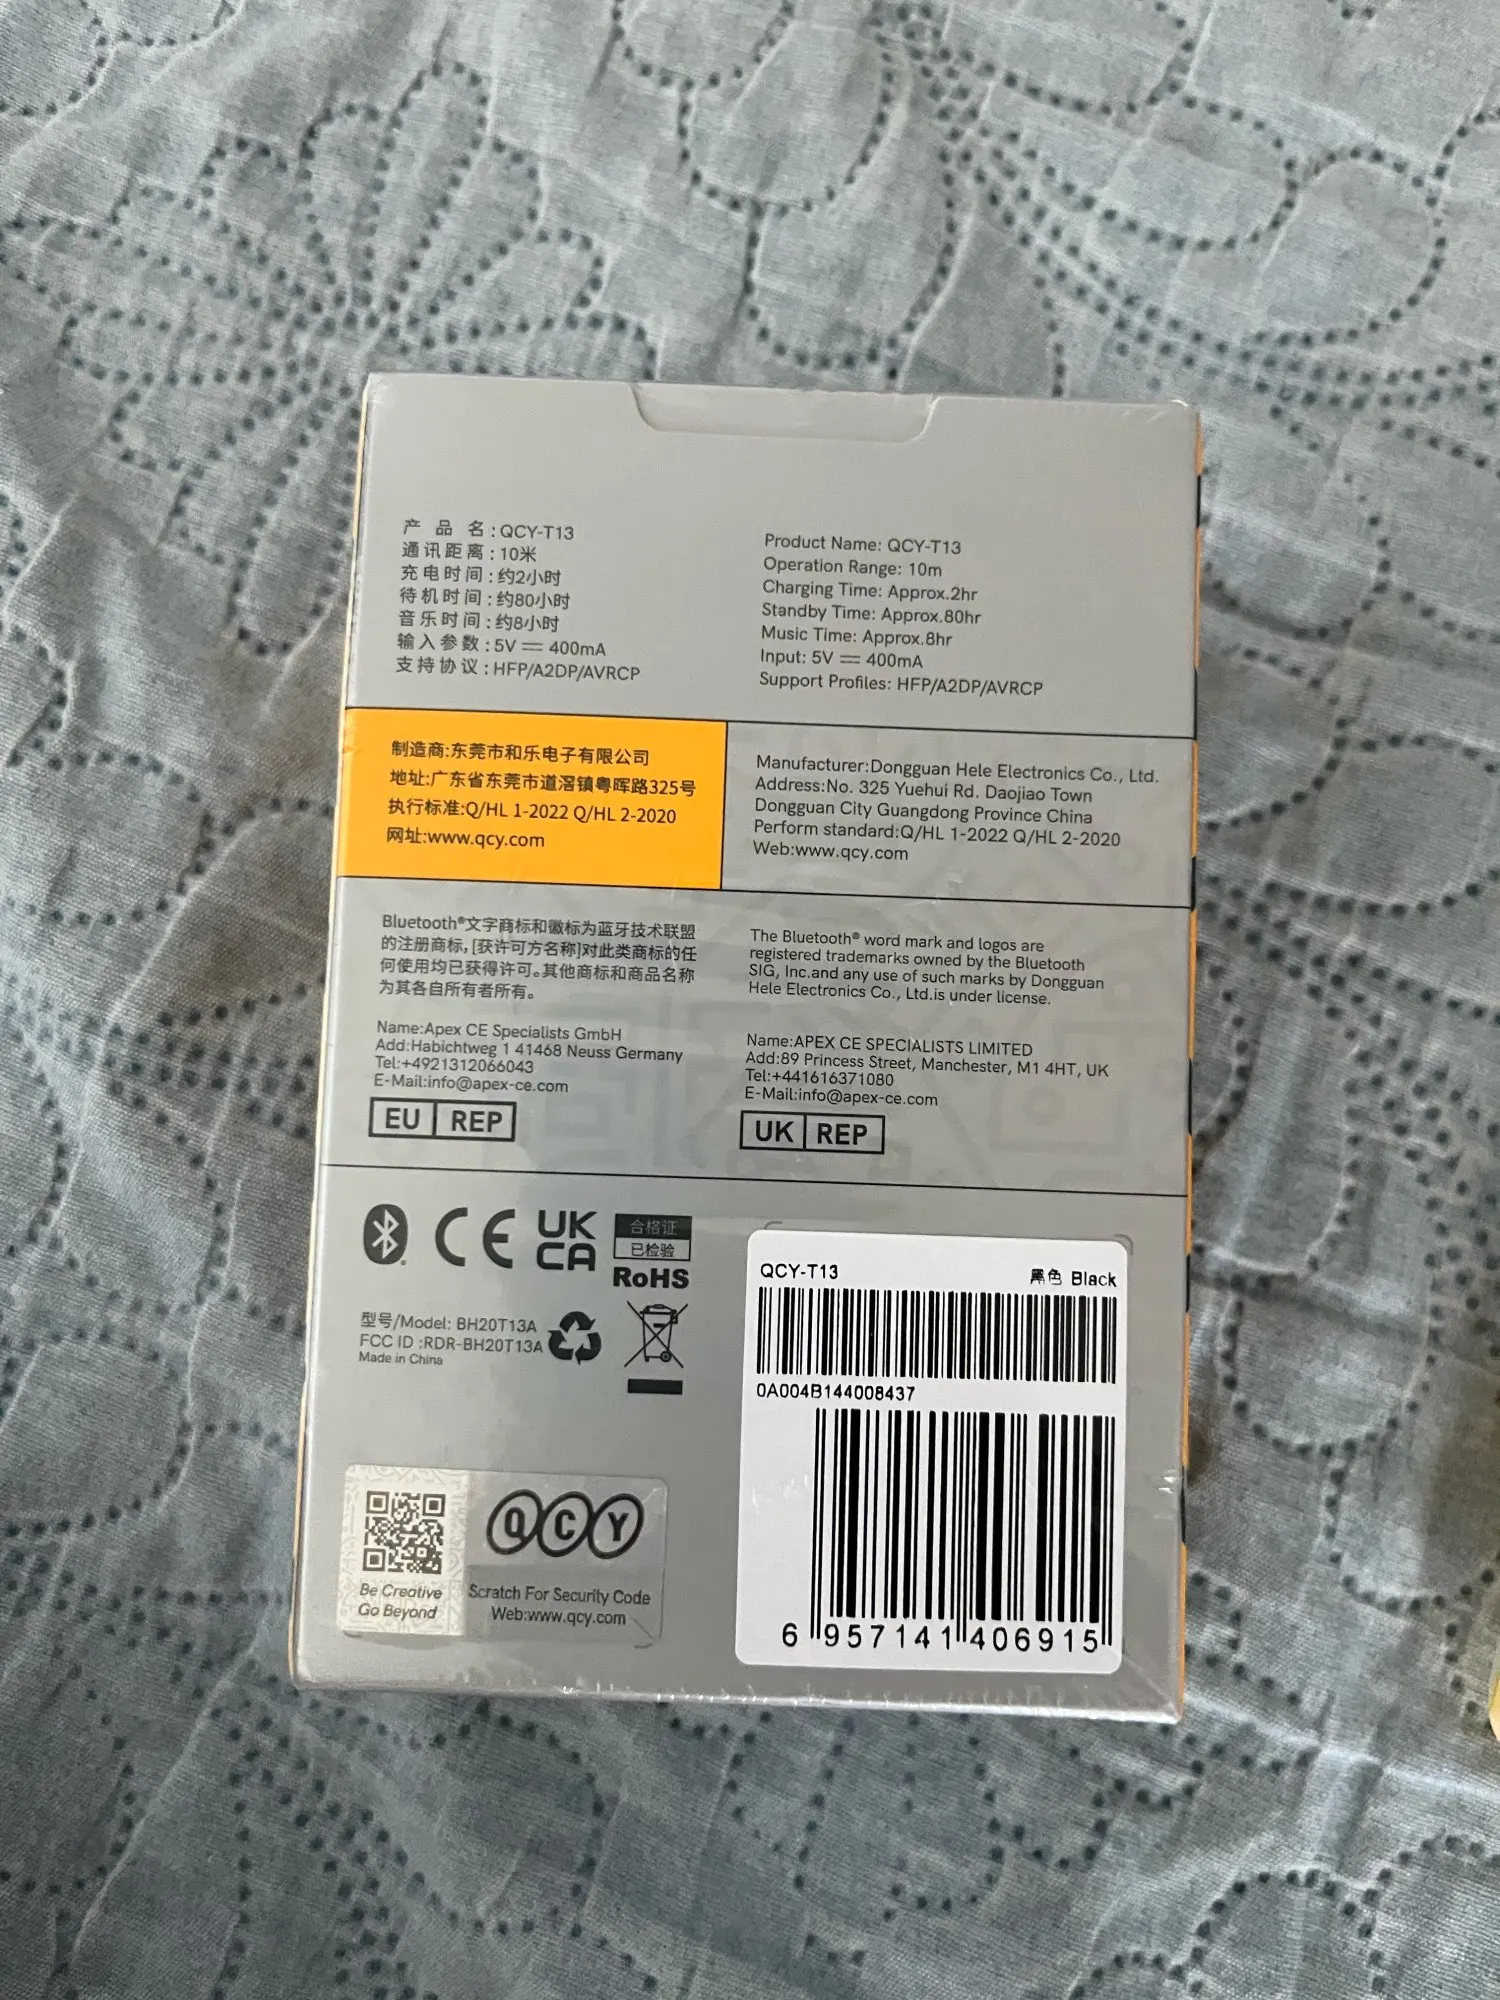 产品名:QCY-T13
通讯距离:10米
充电时间:约2小时
待机时间:约80小时
音乐时间:约8小时
输入参数:5V ⎓ 400mA
支持协议:HFP/A2DP/AVRCP
Product Name: QCY-T13
Operation Range: 10m
Charging Time: Approx.2hr
Standby Time: Approx.80hr
Music Time: Approx.8hr
Input: 5V ⎓ 400mA
Support Profiles: HFP/A2DP/AVRCP
制造商:东莞市和乐电子有限公司
地址:广东省东莞市道滘镇粤晖路325号
执行标准:Q/HL 1-2022 Q/HL 2-2020
网址:www.qcy.com
Manufacturer:Dongguan Hele Electronics Co., Ltd.
Address:No. 325 Yuehui Rd. Daojiao Town
Dongguan City Guangdong Province China
Perform standard:Q/HL 1-2022 Q/HL 2-2020
Web:www.qcy.com
Bluetooth®文字商标和徽标为蓝牙技术联盟
的注册商标,[获许可方名称]对此类商标的任
何使用均已获得许可。其他商标和商品名称
为其各自所有者所有。
The Bluetooth® word mark and logos are
registered trademarks owned by the Bluetooth
SIG, Inc.and any use of such marks by Dongguan
Hele Electronics Co., Ltd.is under license.
Name:Apex CE Specialists GmbH
Add:Habichtweg 1 41468 Neuss Germany
Tel:+4921312066043
E-Mail:info@apex-ce.com
EU REP
Name:APEX CE SPECIALISTS LIMITED
Add:89 Princess Street, Manchester, M1 4HT, UK
Tel:+441616371080
E-Mail:info@apex-ce.com
UK REP
CE
UK
CA
合格证
已检验
RoHS
型号/Model: BH20T13A
FCC ID :RDR-BH20T13A
Made in China
QCY-T13 黑色 Black
0A004B144008437
6 957141 406915
Be Creative
Go Beyond
QCY
Scratch For Security Code
Web:www.qcy.com